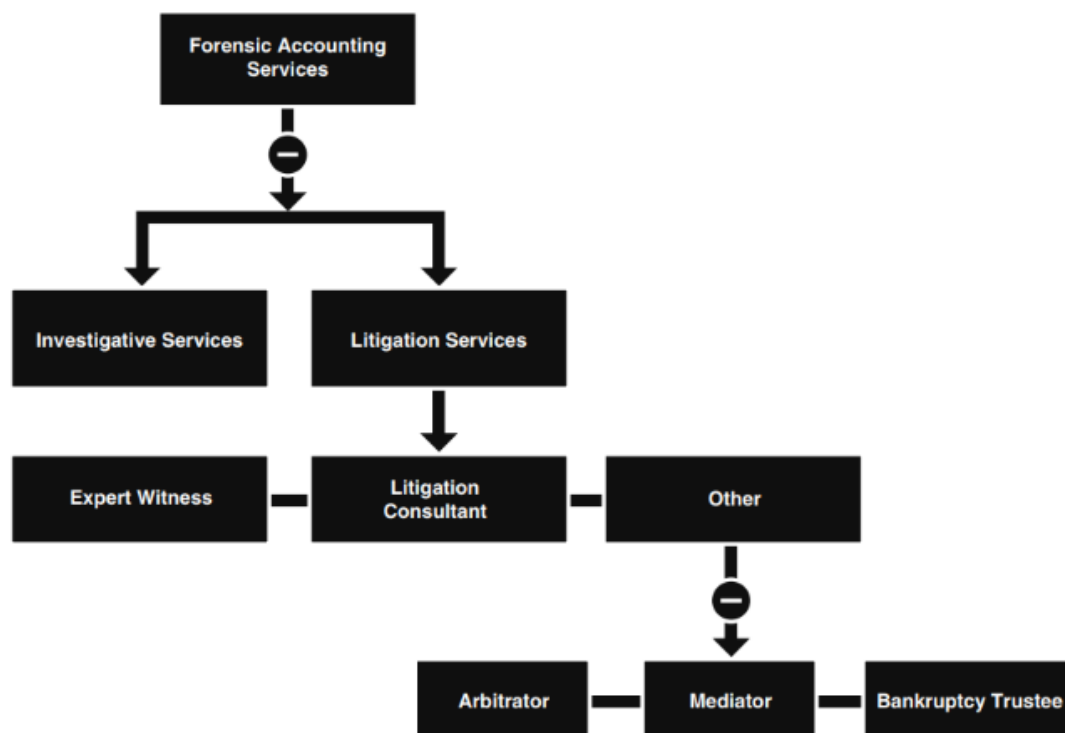 Forensic Accounting
Services
Investigative Services
Litigation Services
Expert Witness
Litigation
Consultant
Other
Arbitrator
Mediator
Bankruptcy Trustee